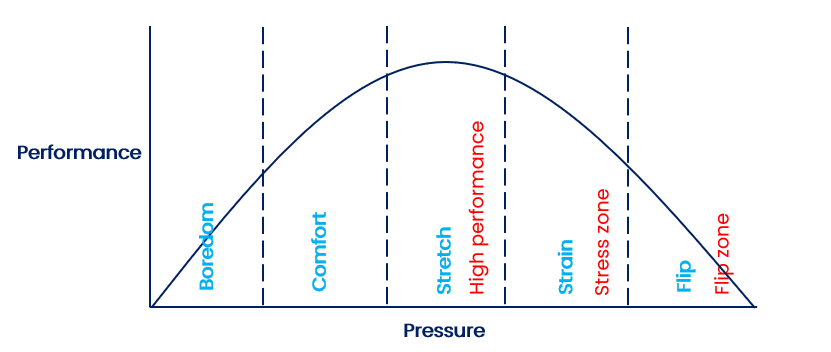 Performance
Boredom
Comfort
Stretch
High performance
Strain
Stress zone
Flip
Flip zone
Pressure